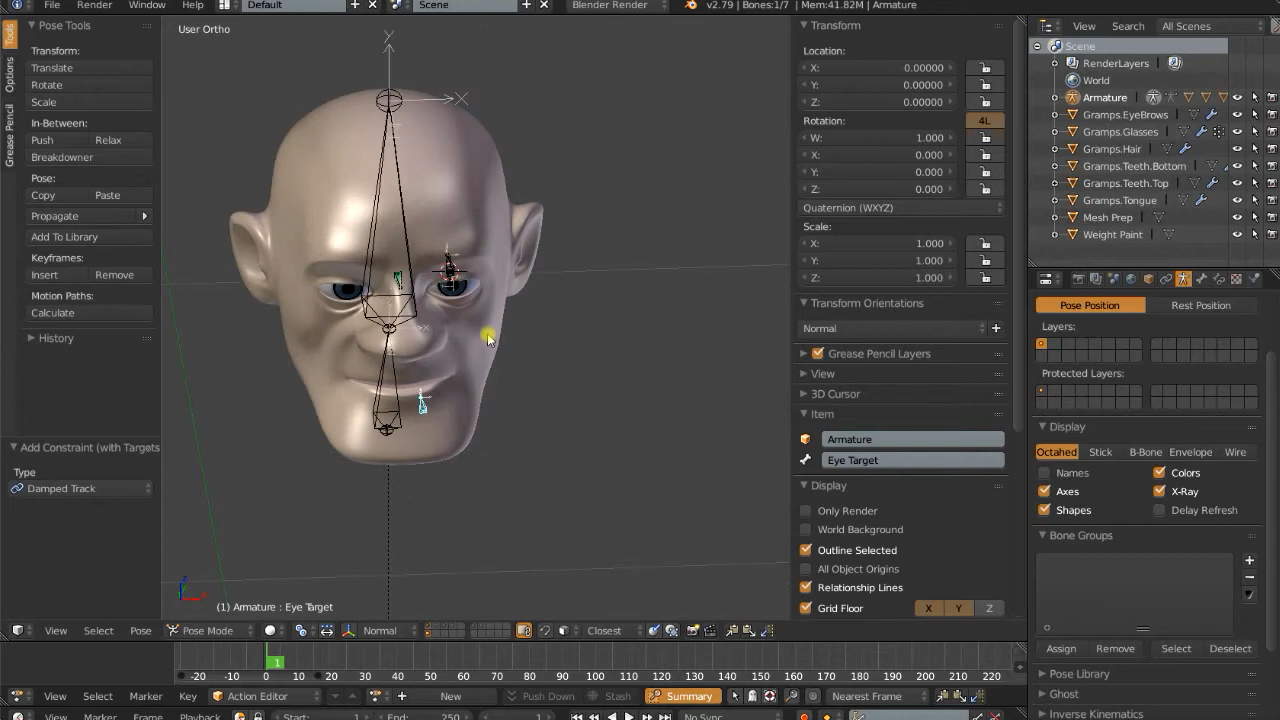 File Render Window Help Default Scene Blender Render v2.79 | Bones:1/7 | Mem:41.82M | Armature
Tools
Options
Grease Pencil
Pose Tools
Transform:
Translate
Rotate
Scale
In-Between:
Push Relax
Breakdowner
Pose:
Copy Paste
Propagate
Add To Library
Keyframes:
Insert Remove
Motion Paths:
Calculate
History
Add Constraint (with Targets
Type
Damped Track
User Ortho
Y
X
(1) Armature : Eye Target
Transform
Location:
X: 0.00000
Y: 0.00000
Z: 0.00000
Rotation: 4L
W: 1.000
X: 0.000
Y: 0.000
Z: 0.000
Quaternion (WXYZ)
Scale:
X: 1.000
Y: 1.000
Z: 1.000
Transform Orientations
Normal
Grease Pencil Layers
View
3D Cursor
Item
Armature
Eye Target
Display
Only Render
World Background
Outline Selected
All Object Origins
Relationship Lines
Grid Floor X Y Z
View Search All Scenes
Scene
RenderLayers
World
Armature
Gramps.EyeBrows
Gramps.Glasses
Gramps.Hair
Gramps.Teeth.Bottom
Gramps.Teeth.Top
Gramps.Tongue
Mesh Prep
Weight Paint
Pose Position Rest Position
Layers:
Protected Layers:
Display
Octahed Stick B-Bone Envelope Wire
Names Colors
Axes X-Ray
Shapes Delay Refresh
Bone Groups
Assign Remove Select Deselect
Pose Library
Ghost
Inverse Kinematics
View Select Pose Pose Mode Normal Closest
1
-20 -10 0 10 20 30 40 50 60 70 80 90 100 110 120 130 140 150 160 170 180 190 200 210 220
View Select Marker Key Action Editor New Push Down Stash Summary Nearest Frame
View Marker Frame Playback Start: 1 End: 250 1 No Sync